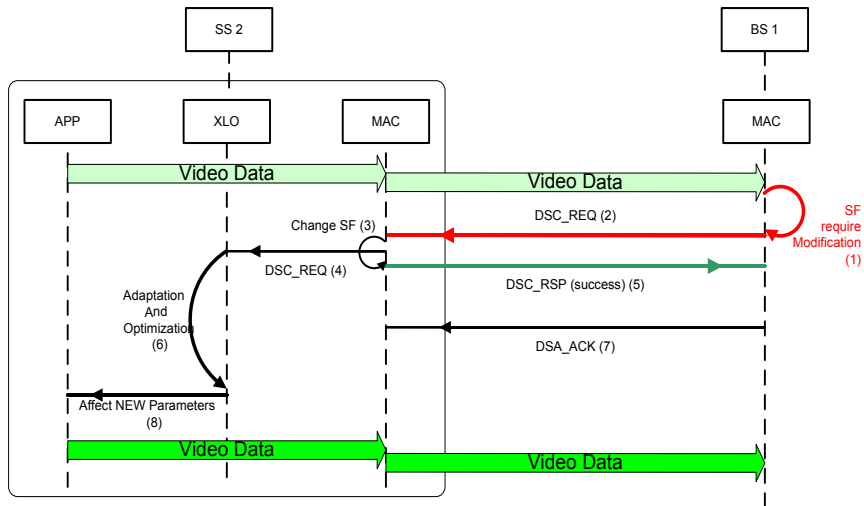 SS 2
BS 1
APP
XLO
MAC
MAC
Video Data
Video Data
SF
require
Modification
(1)
DSC_REQ (2)
Change SF (3)
DSC_REQ (4)
DSC_RSP (success) (5)
Adaptation
And
Optimization
(6)
DSA_ACK (7)
Affect NEW Parameters
(8)
Video Data
Video Data